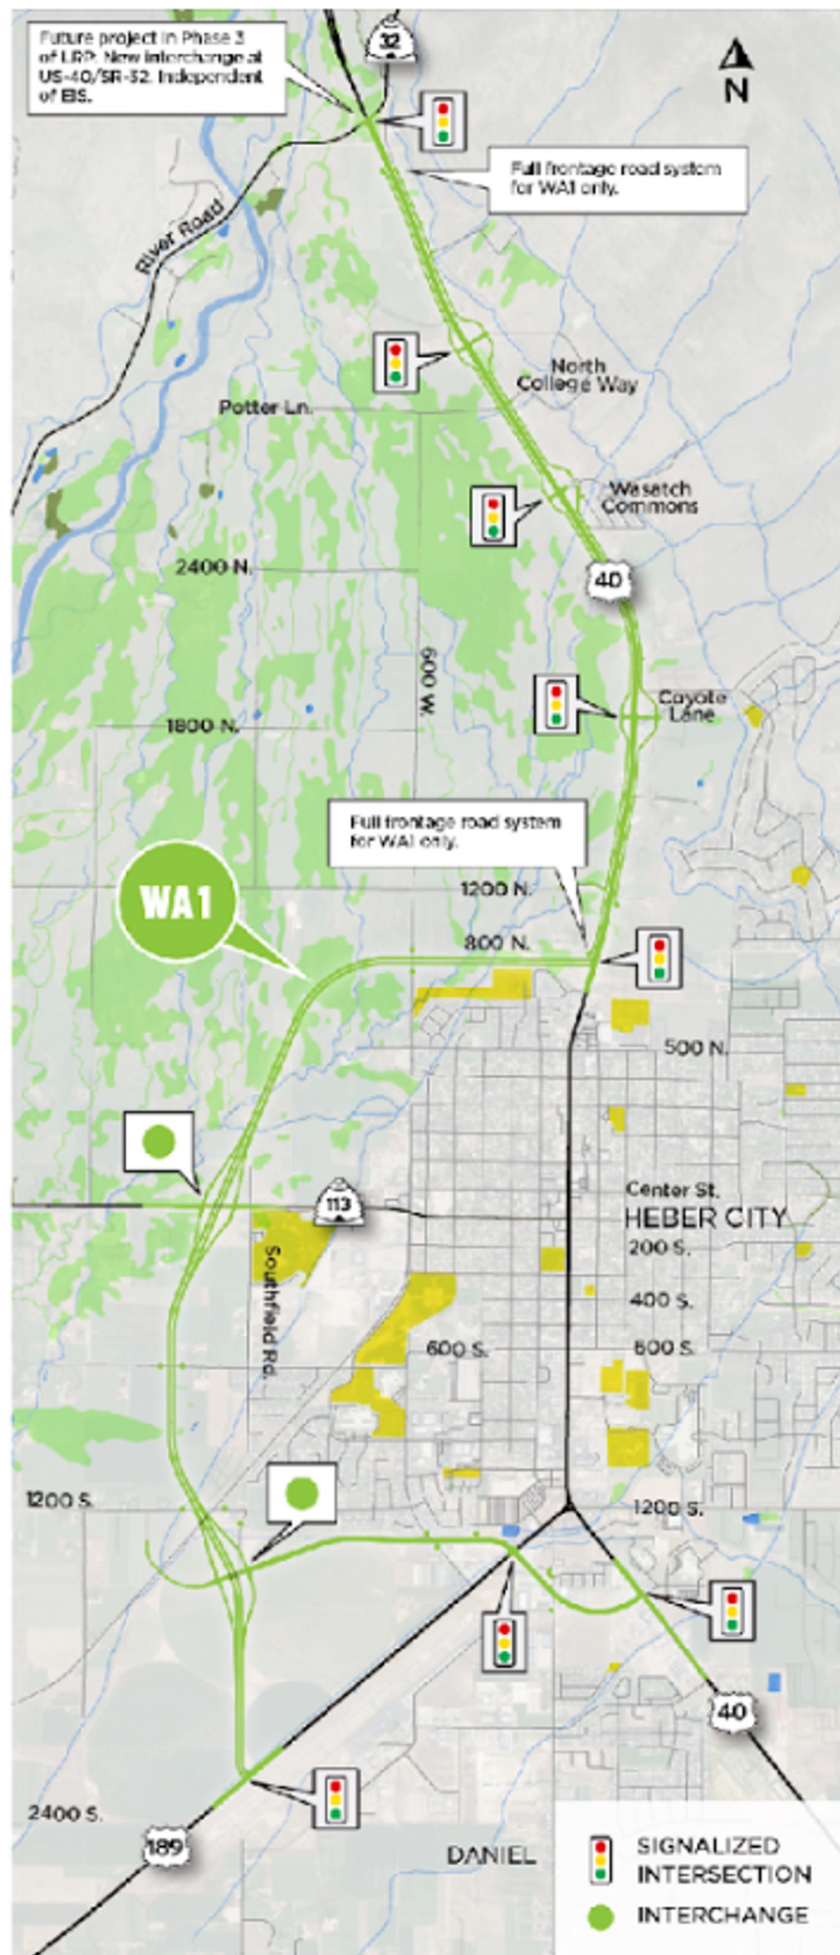 Future project in Phase 3
of LRP. New interchange at
US-40/SR-32. Independent
of EIS.
32
N
Full frontage road system
for WA1 only.
River Road
North
College Way
Potter Ln.
Wasatch
Commons
2400 N.
40
600 W.
Coyote
Lane
1800 N.
Full frontage road system
for WA1 only.
WA1
1200 N.
800 N.
500 N.
Center St.
113
HEBER CITY
200 S.
Southfield Rd.
400 S.
600 S.
600 S.
1200 S.
1200 S.
40
2400 S.
189
DANIEL
SIGNALIZED
INTERSECTION
INTERCHANGE